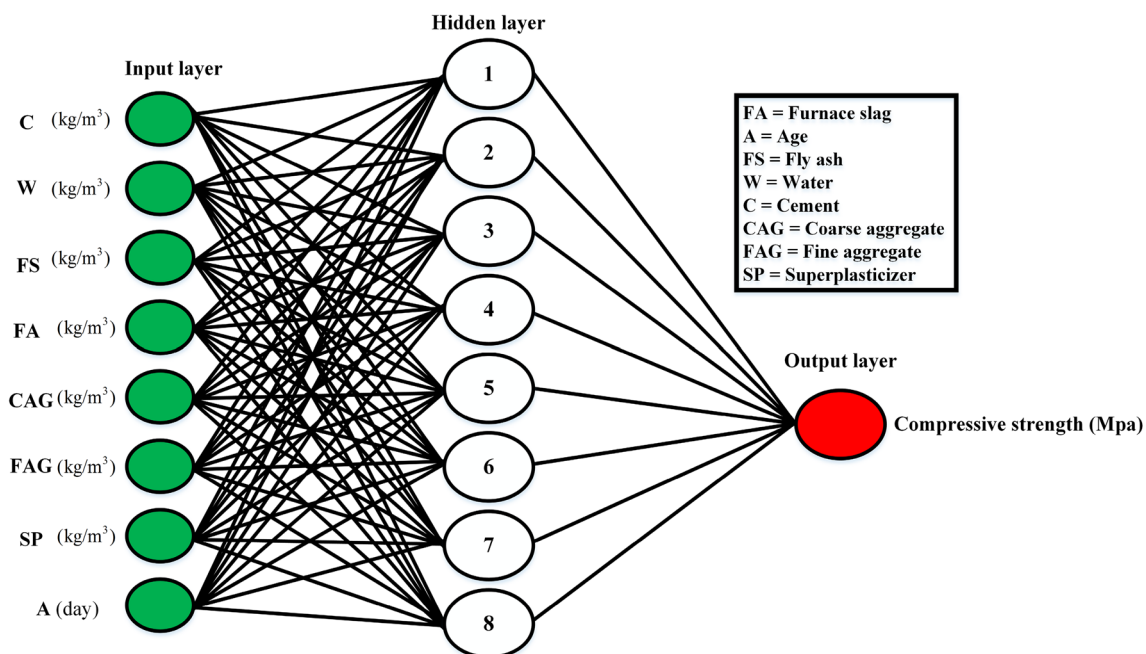 Hidden layer
Input layer
C (kg/m³)
W (kg/m³)
FS (kg/m³)
FA (kg/m³)
CAG (kg/m³)
FAG (kg/m³)
SP (kg/m³)
A (day)
1
2
3
4
5
6
7
8
FA = Furnace slag
A = Age
FS = Fly ash
W = Water
C = Cement
CAG = Coarse aggregate
FAG = Fine aggregate
SP = Superplasticizer
Output layer
Compressive strength (Mpa)